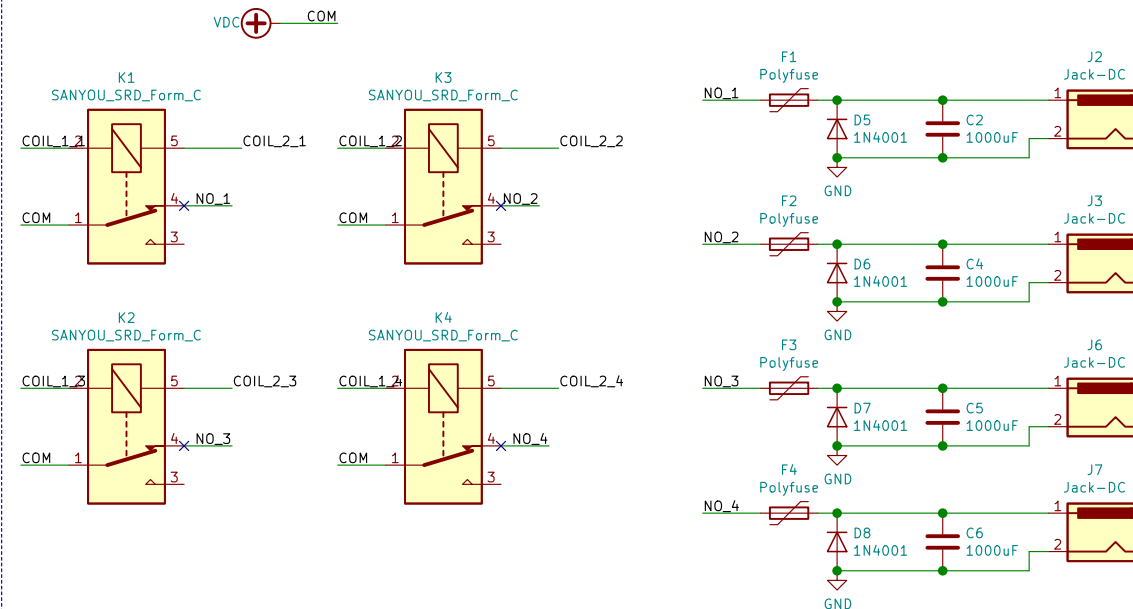 VDC COM
K1
SANYOU_SRD_Form_C
COIL_1_1 2 5 COIL_2_1
4 NO_1
COM 1
3
K3
SANYOU_SRD_Form_C
COIL_1_2 2 5 COIL_2_2
4 NO_2
COM 1
3
K2
SANYOU_SRD_Form_C
COIL_1_3 2 5 COIL_2_3
4 NO_3
COM 1
3
K4
SANYOU_SRD_Form_C
COIL_1_4 2 5 COIL_2_4
4 NO_4
COM 1
3
F1
Polyfuse
NO_1
D5
1N4001
C2
1000uF
GND
J2
Jack-DC
1
2
F2
Polyfuse
NO_2
D6
1N4001
C4
1000uF
GND
J3
Jack-DC
1
2
F3
Polyfuse
NO_3
D7
1N4001
C5
1000uF
GND
J6
Jack-DC
1
2
F4
Polyfuse
NO_4
D8
1N4001
C6
1000uF
GND
J7
Jack-DC
1
2